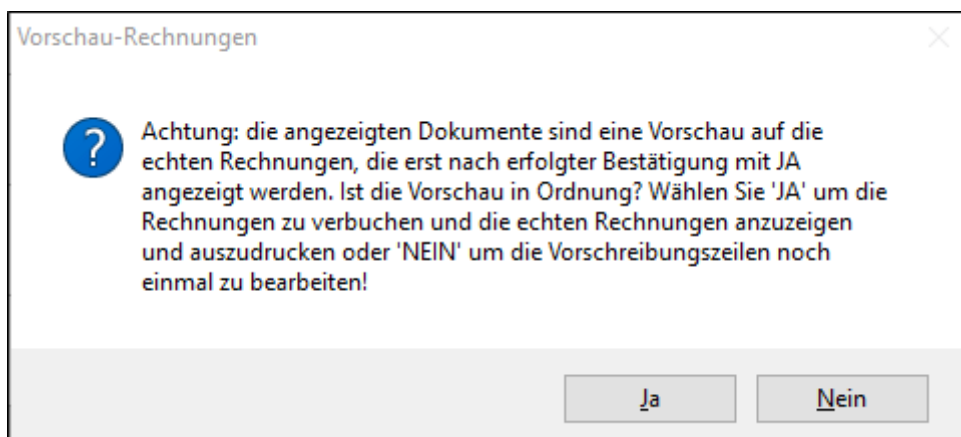 Vorschau-Rechnungen
Achtung: die angezeigten Dokumente sind eine Vorschau auf die
echten Rechnungen, die erst nach erfolgter Bestätigung mit JA
angezeigt werden. Ist die Vorschau in Ordnung? Wählen Sie 'JA' um die
Rechnungen zu verbuchen und die echten Rechnungen anzuzeigen
und auszudrucken oder 'NEIN' um die Vorschreibungszeilen noch
einmal zu bearbeiten!
Ja
Nein